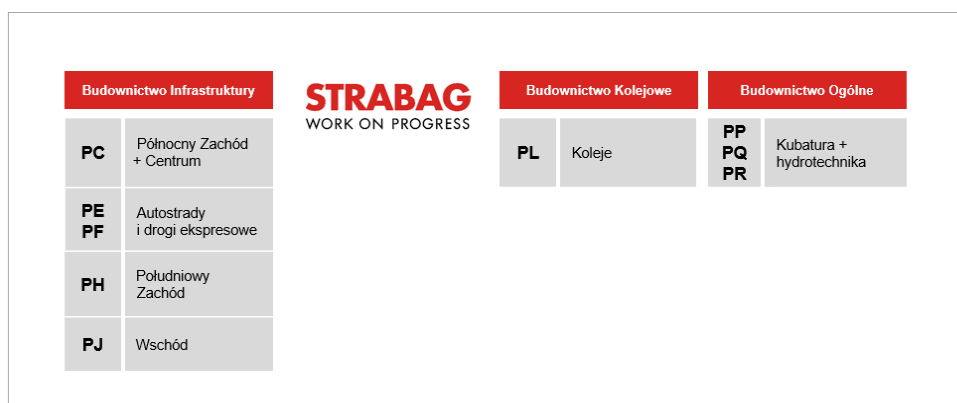 Budownictwo Infrastruktury
PC
Północny Zachód
+ Centrum
PE
PF
Autostrady
i drogi ekspresowe
PH
Południowy
Zachód
PJ
Wschód
STRABAG
WORK ON PROGRESS
Budownictwo Kolejowe
PL
Koleje
Budownictwo Ogólne
PP
PQ
PR
Kubatura +
hydrotechnika